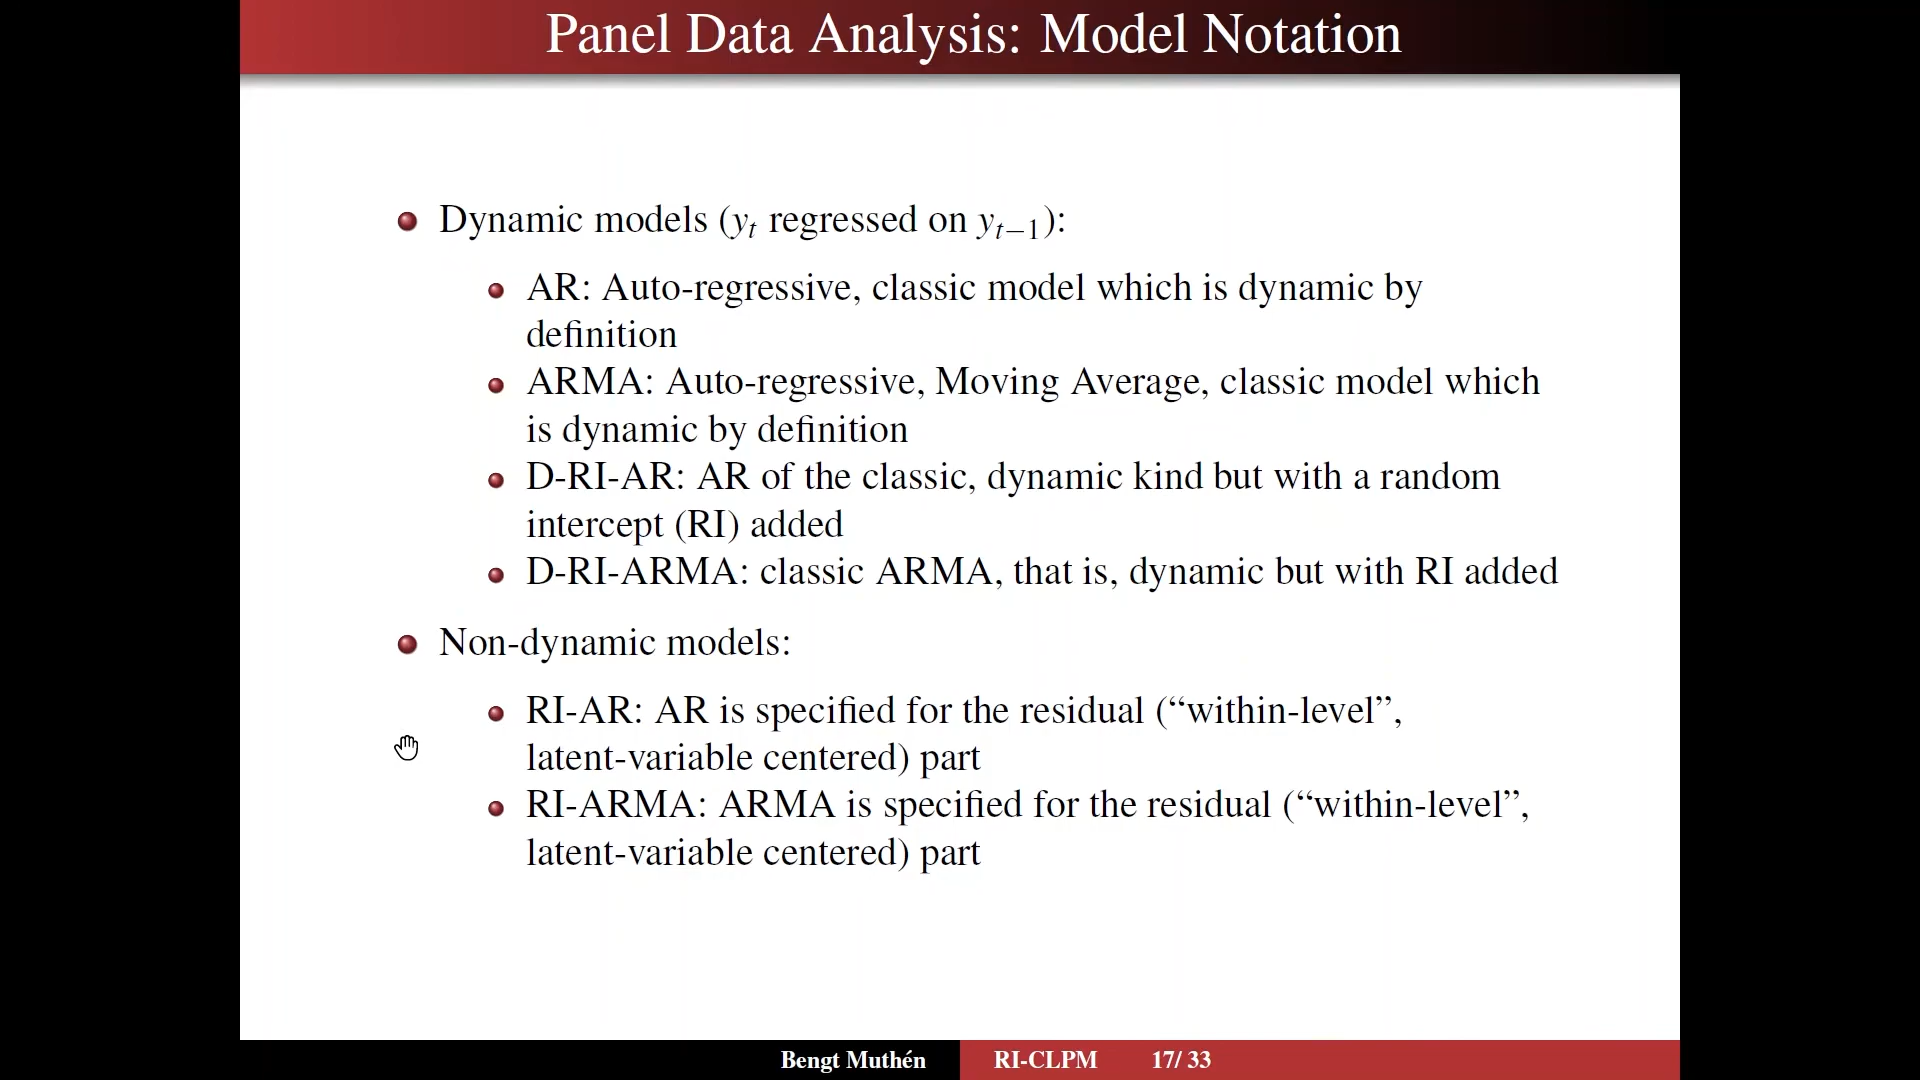 Panel Data Analysis: Model Notation
Dynamic models (yₜ regressed on yₜ₋₁):
AR: Auto-regressive, classic model which is dynamic by
definition
ARMA: Auto-regressive, Moving Average, classic model which
is dynamic by definition
D-RI-AR: AR of the classic, dynamic kind but with a random
intercept (RI) added
D-RI-ARMA: classic ARMA, that is, dynamic but with RI added
Non-dynamic models:
RI-AR: AR is specified for the residual (“within-level”,
latent-variable centered) part
RI-ARMA: ARMA is specified for the residual (“within-level”,
latent-variable centered) part
Bengt Muthén RI-CLPM 17/ 33